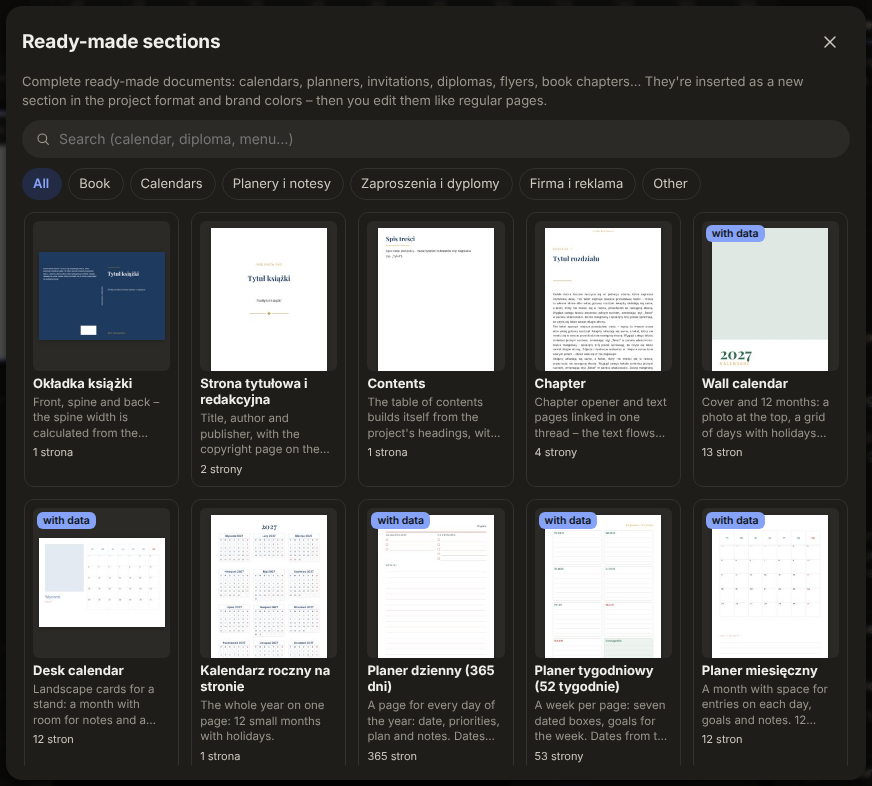 Ready-made sections
Complete ready-made documents: calendars, planners, invitations, diplomas, flyers, book chapters... They're inserted as a new
section in the project format and brand colors – then you edit them like regular pages.
Search (calendar, diploma, menu...)
All
Book
Calendars
Planery i notesy
Zaproszenia i dyplomy
Firma i reklama
Other
Tytuł książki
Okładka książki
Front, spine and back –
the spine width is
calculated from the...
1 strona
Tytuł książki
Strona tytułowa i
redakcyjna
Title, author and
publisher, with the
copyright page on the...
2 strony
Spis treści
Contents
The table of contents
builds itself from the
project's headings, wit...
1 strona
Tytuł rozdziału
Chapter
Chapter opener and text
pages linked in one
thread – the text flows...
4 strony
with data
2027
Wall calendar
Cover and 12 months: a
photo at the top, a grid
of days with holidays...
13 stron
with data
Desk calendar
Landscape cards for a
stand: a month with
room for notes and a...
12 stron
2027
Kalendarz roczny na
stronie
The whole year on one
page: 12 small months
with holidays.
1 strona
with data
Planer dzienny (365
dni)
A page for every day of
the year: date, priorities,
plan and notes. Dates...
365 stron
with data
Planer tygodniowy
(52 tygodnie)
A week per page: seven
dated boxes, goals for
the week. Dates from t...
53 strony
with data
Planer miesięczny
A month with space for
entries on each day,
goals and notes. 12...
12 stron